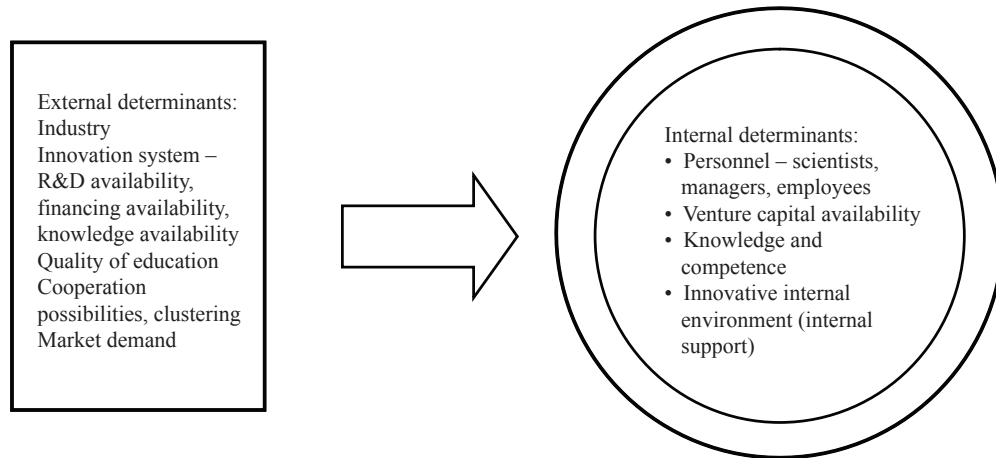 External determinants:
Industry
Innovation system –
R&D availability,
financing availability,
knowledge availability
Quality of education
Cooperation
possibilities, clustering
Market demand
Internal determinants:
• Personnel – scientists,
managers, employees
• Venture capital availability
• Knowledge and
competence
• Innovative internal
environment (internal
support)